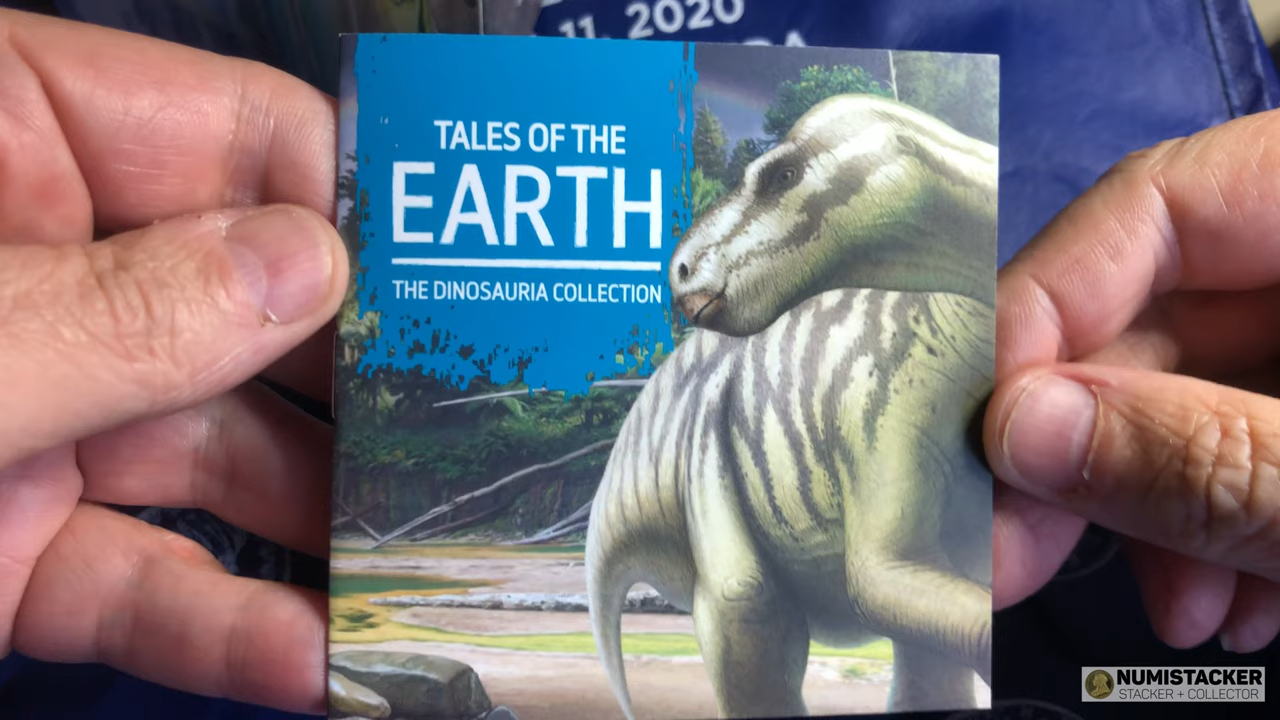 11, 2020
TALES OF THE
EARTH
THE DINOSAURIA COLLECTION
NUMISTACKER
STACKER + COLLECTOR